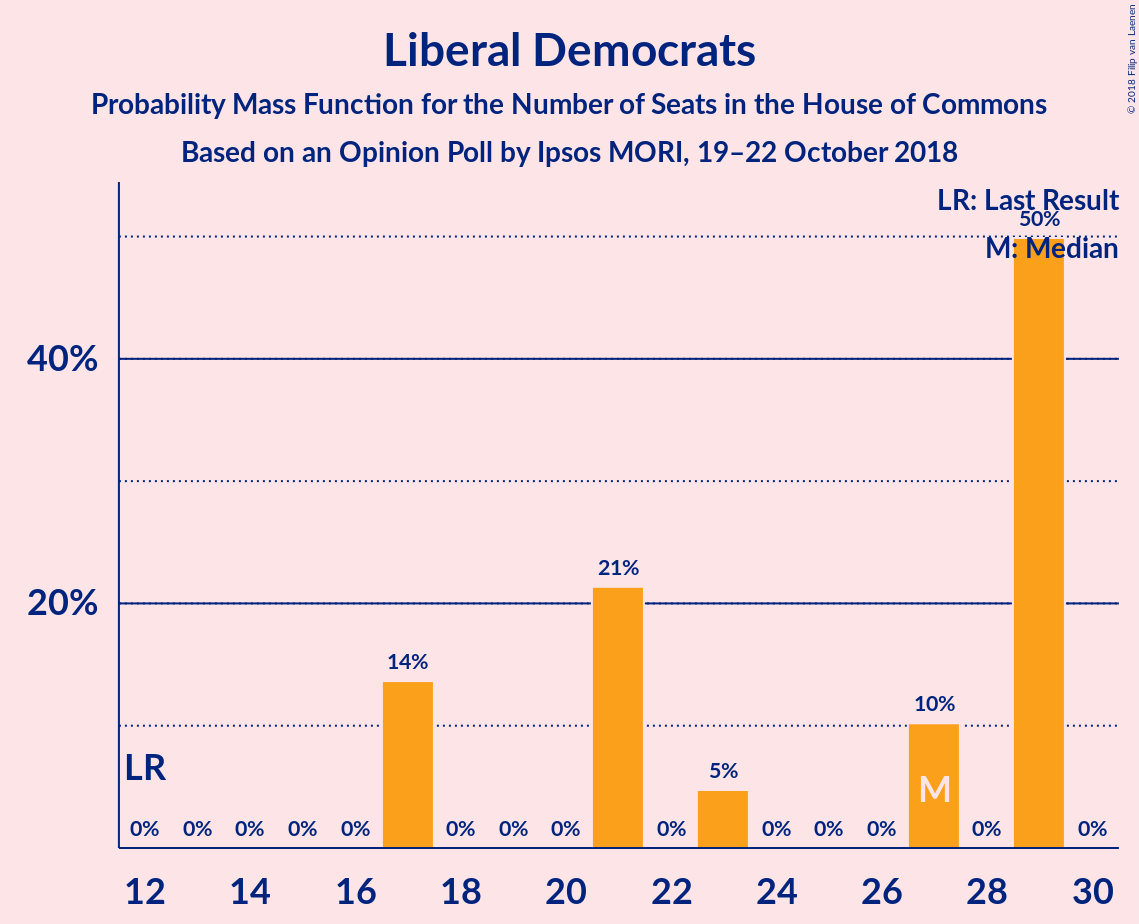 Liberal Democrats
Probability Mass Function for the Number of Seats in the House of Commons
Based on an Opinion Poll by Ipsos MORI, 19–22 October 2018
© 2018 Filip van Laenen
LR: Last Result
50%
M: Median
40%
21%
20%
14%
10%
LR
5%
M
0% 0% 0% 0% 0% 0% 0% 0% 0% 0% 0% 0% 0% 0%
12 14 16 18 20 22 24 26 28 30